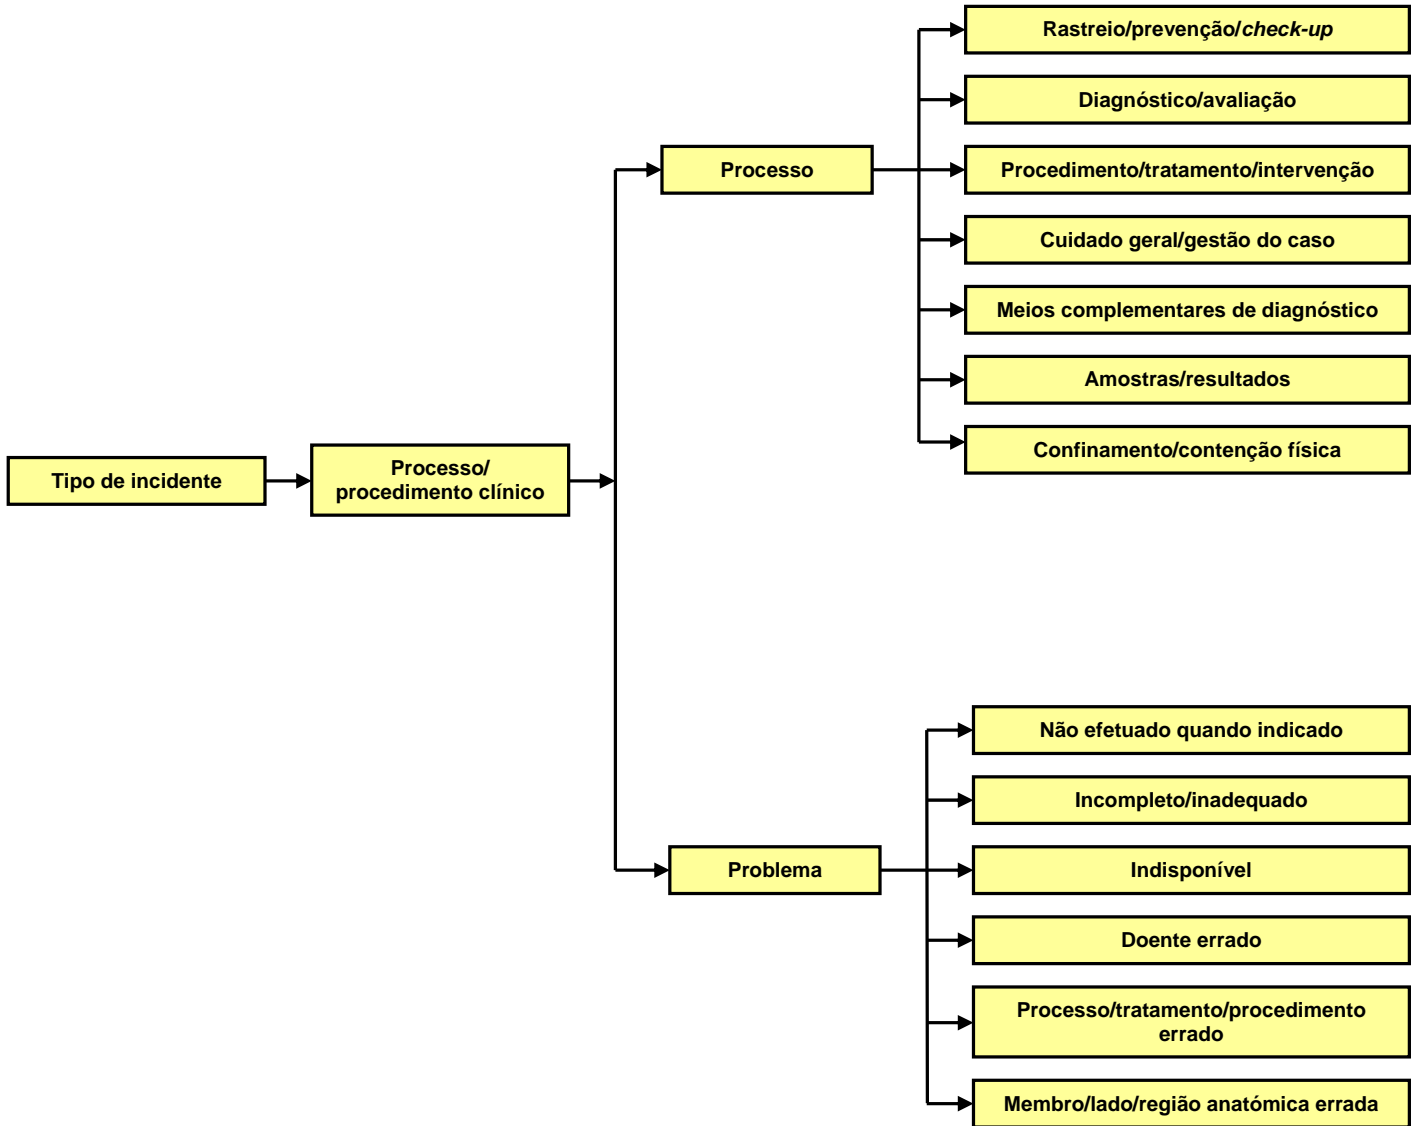 Rastreio/prevenção/check-up
Diagnóstico/avaliação
Processo
Procedimento/tratamento/intervenção
Cuidado geral/gestão do caso
Meios complementares de diagnóstico
Amostras/resultados
Confinamento/contenção física
Tipo de incidente
Processo/
procedimento clínico
Não efetuado quando indicado
Incompleto/inadequado
Problema
Indisponível
Doente errado
Processo/tratamento/procedimento
errado
Membro/lado/região anatómica errada